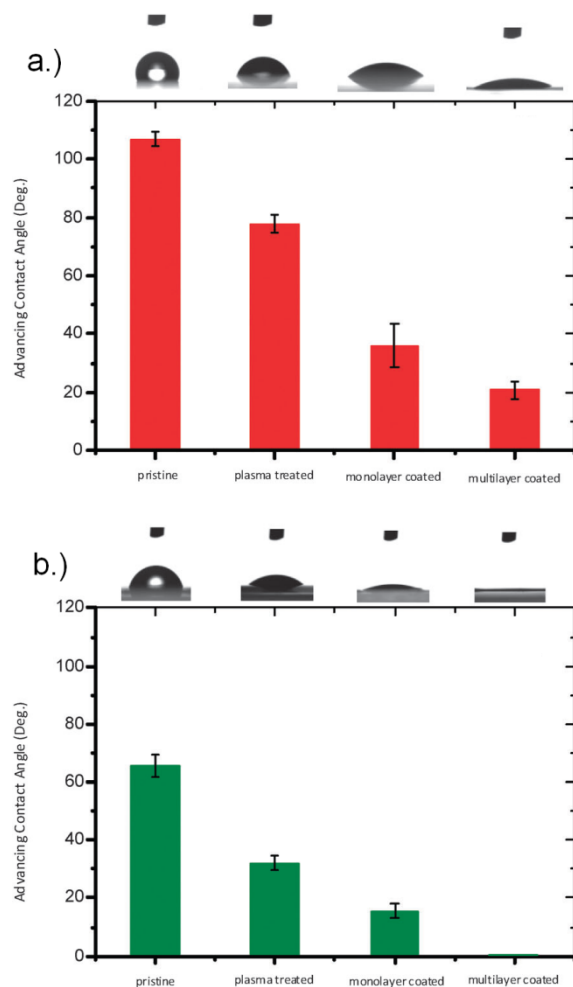 a.)
120
100
80
60
40
20
0
Advancing Contact Angle (Deg.)
pristine plasma treated monolayer coated multilayer coated
b.)
120
100
80
60
40
20
0
Advancing Contact Angle (Deg.)
pristine plasma treated monolayer coated multilayer coated